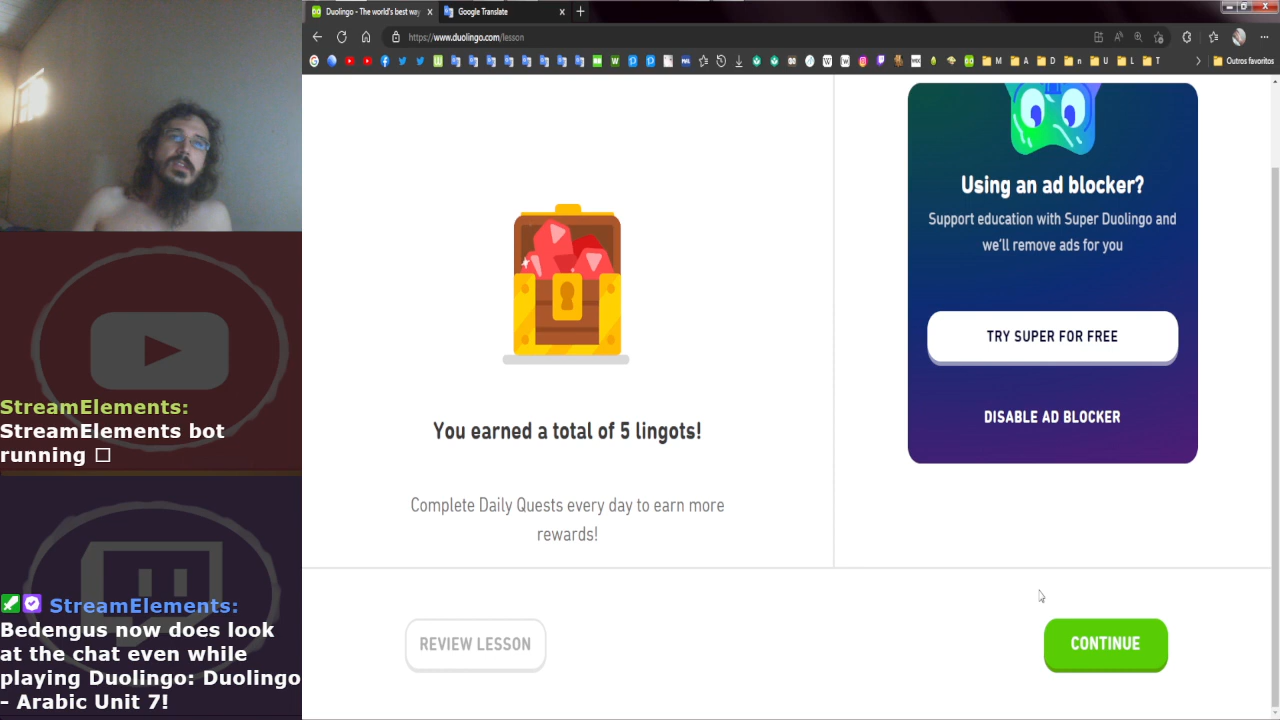 Duolingo - The world's best way
Google Translate
https://www.duolingo.com/lesson
M
A
D
n
U
L
T
Outros favoritos
Using an ad blocker?
Support education with Super Duolingo and
we'll remove ads for you
TRY SUPER FOR FREE
DISABLE AD BLOCKER
You earned a total of 5 lingots!
Complete Daily Quests every day to earn more
rewards!
REVIEW LESSON
CONTINUE
StreamElements:
StreamElements bot
running □
StreamElements:
Bedengus now does look
at the chat even while
playing Duolingo: Duolingo
- Arabic Unit 7!